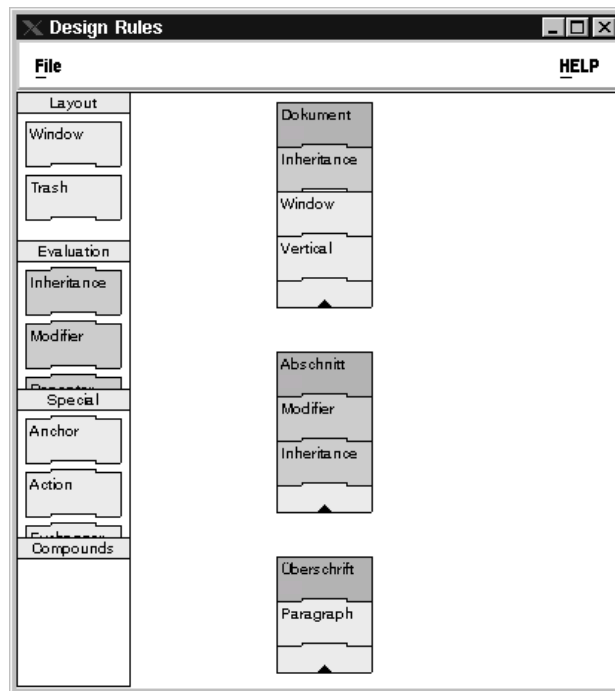 Design Rules
File
HELP
Layout
Window
Trash
Evaluation
Inheritance
Modifier
Special
Anchor
Action
Compounds
Dokument
Inheritance
Window
Vertical
Abschnitt
Modifier
Inheritance
Überschrift
Paragraph